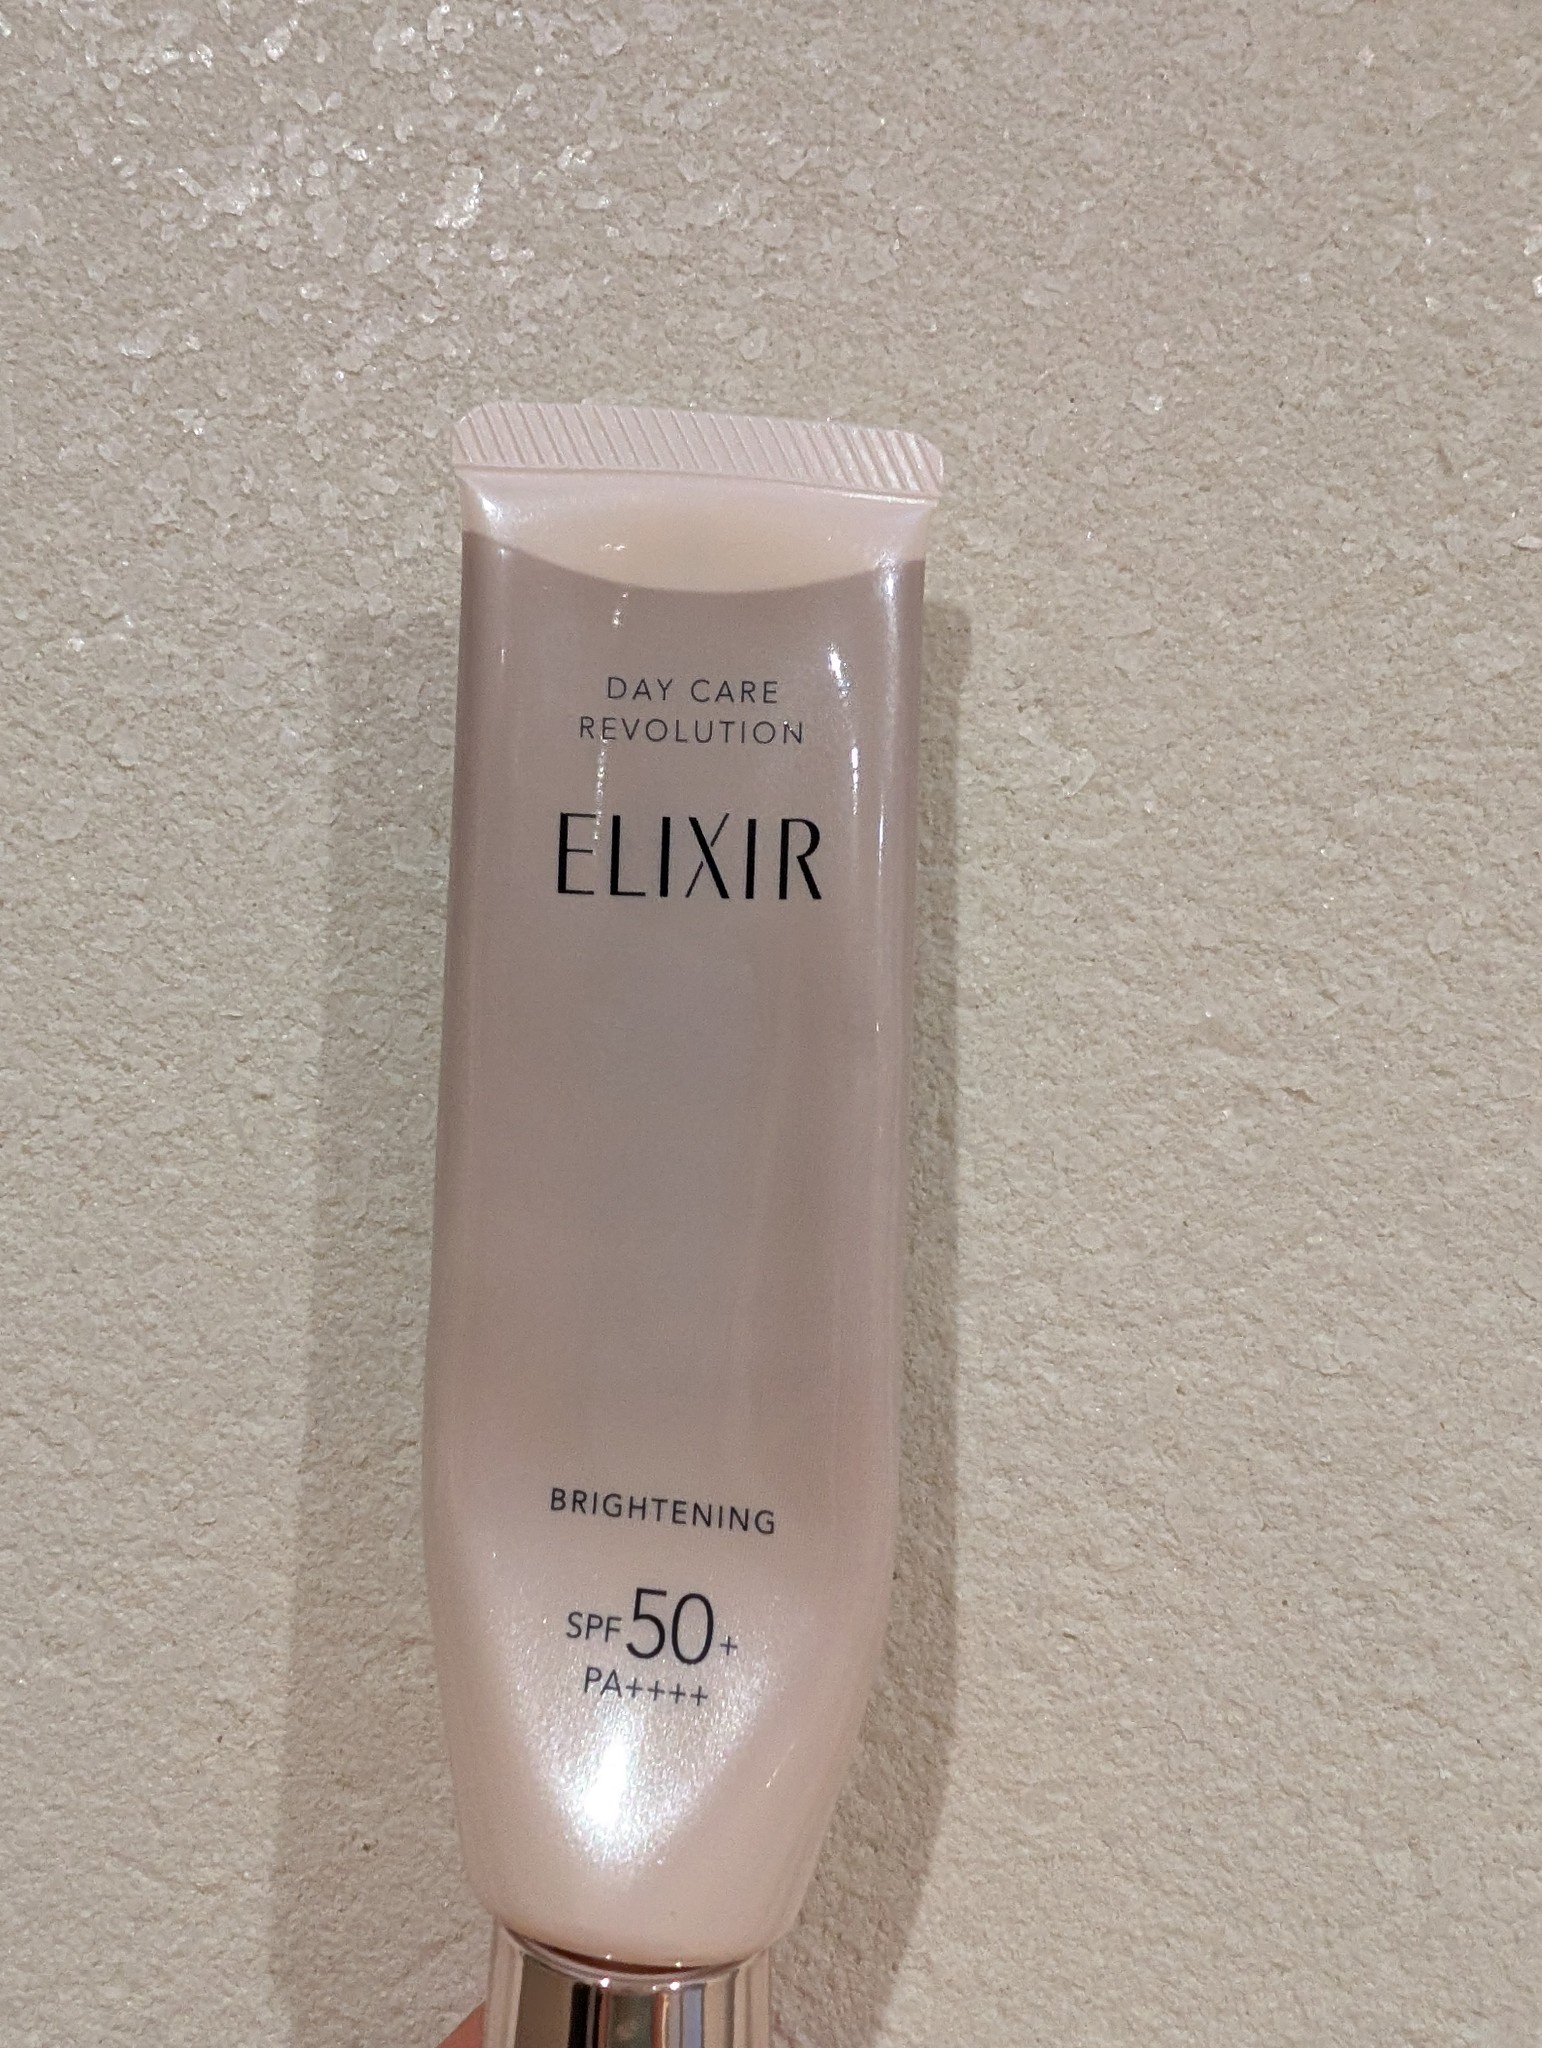 DAY CARE
REVOLUTION
ELIXIR
BRIGHTENING
SPF50+
PA++++